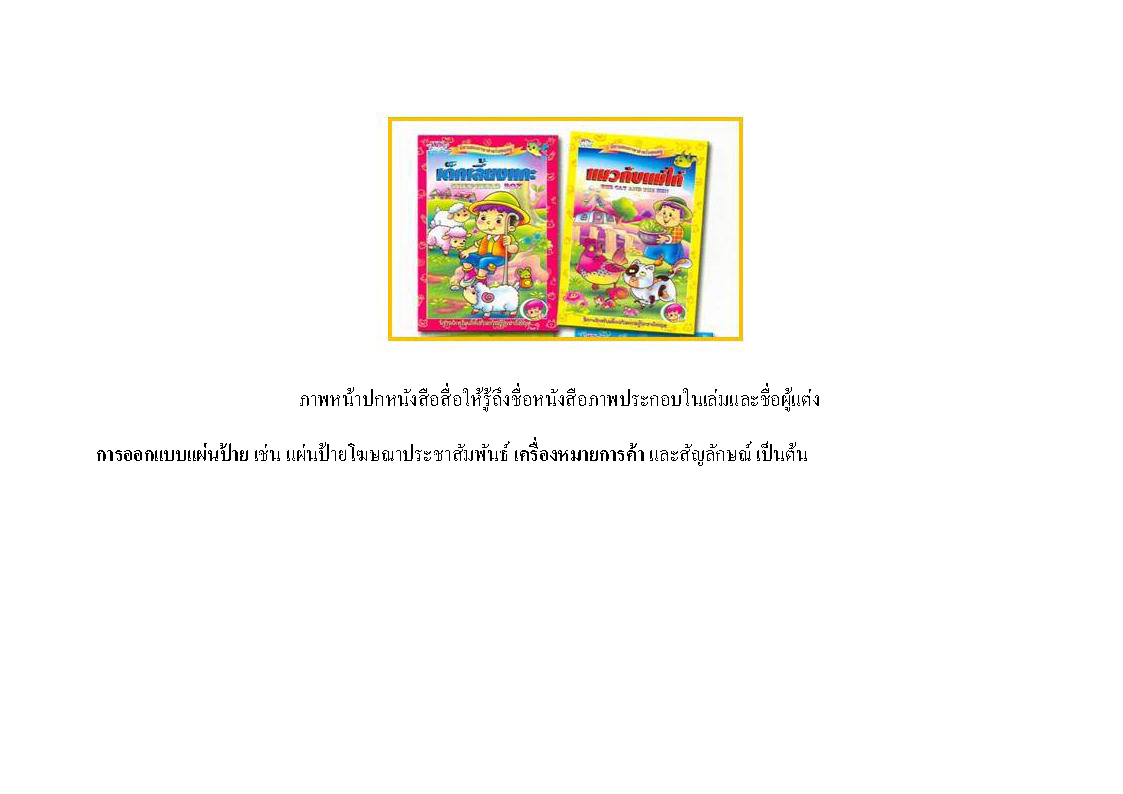 เด็กเลี้ยงแกะ
SHEPHERD BOY
แมวกับแม่ไก่
THE CAT AND THE HEN
ภาพหน้าปกหนังสือสื่อให้รู้ถึงชื่อหนังสือภาพประกอบในเล่มและชื่อผู้แต่ง
การออกแบบแผ่นป้าย เช่น แผ่นป้ายโฆษณาประชาสัมพันธ์ เครื่องหมายการค้า และสัญลักษณ์ เป็นต้น